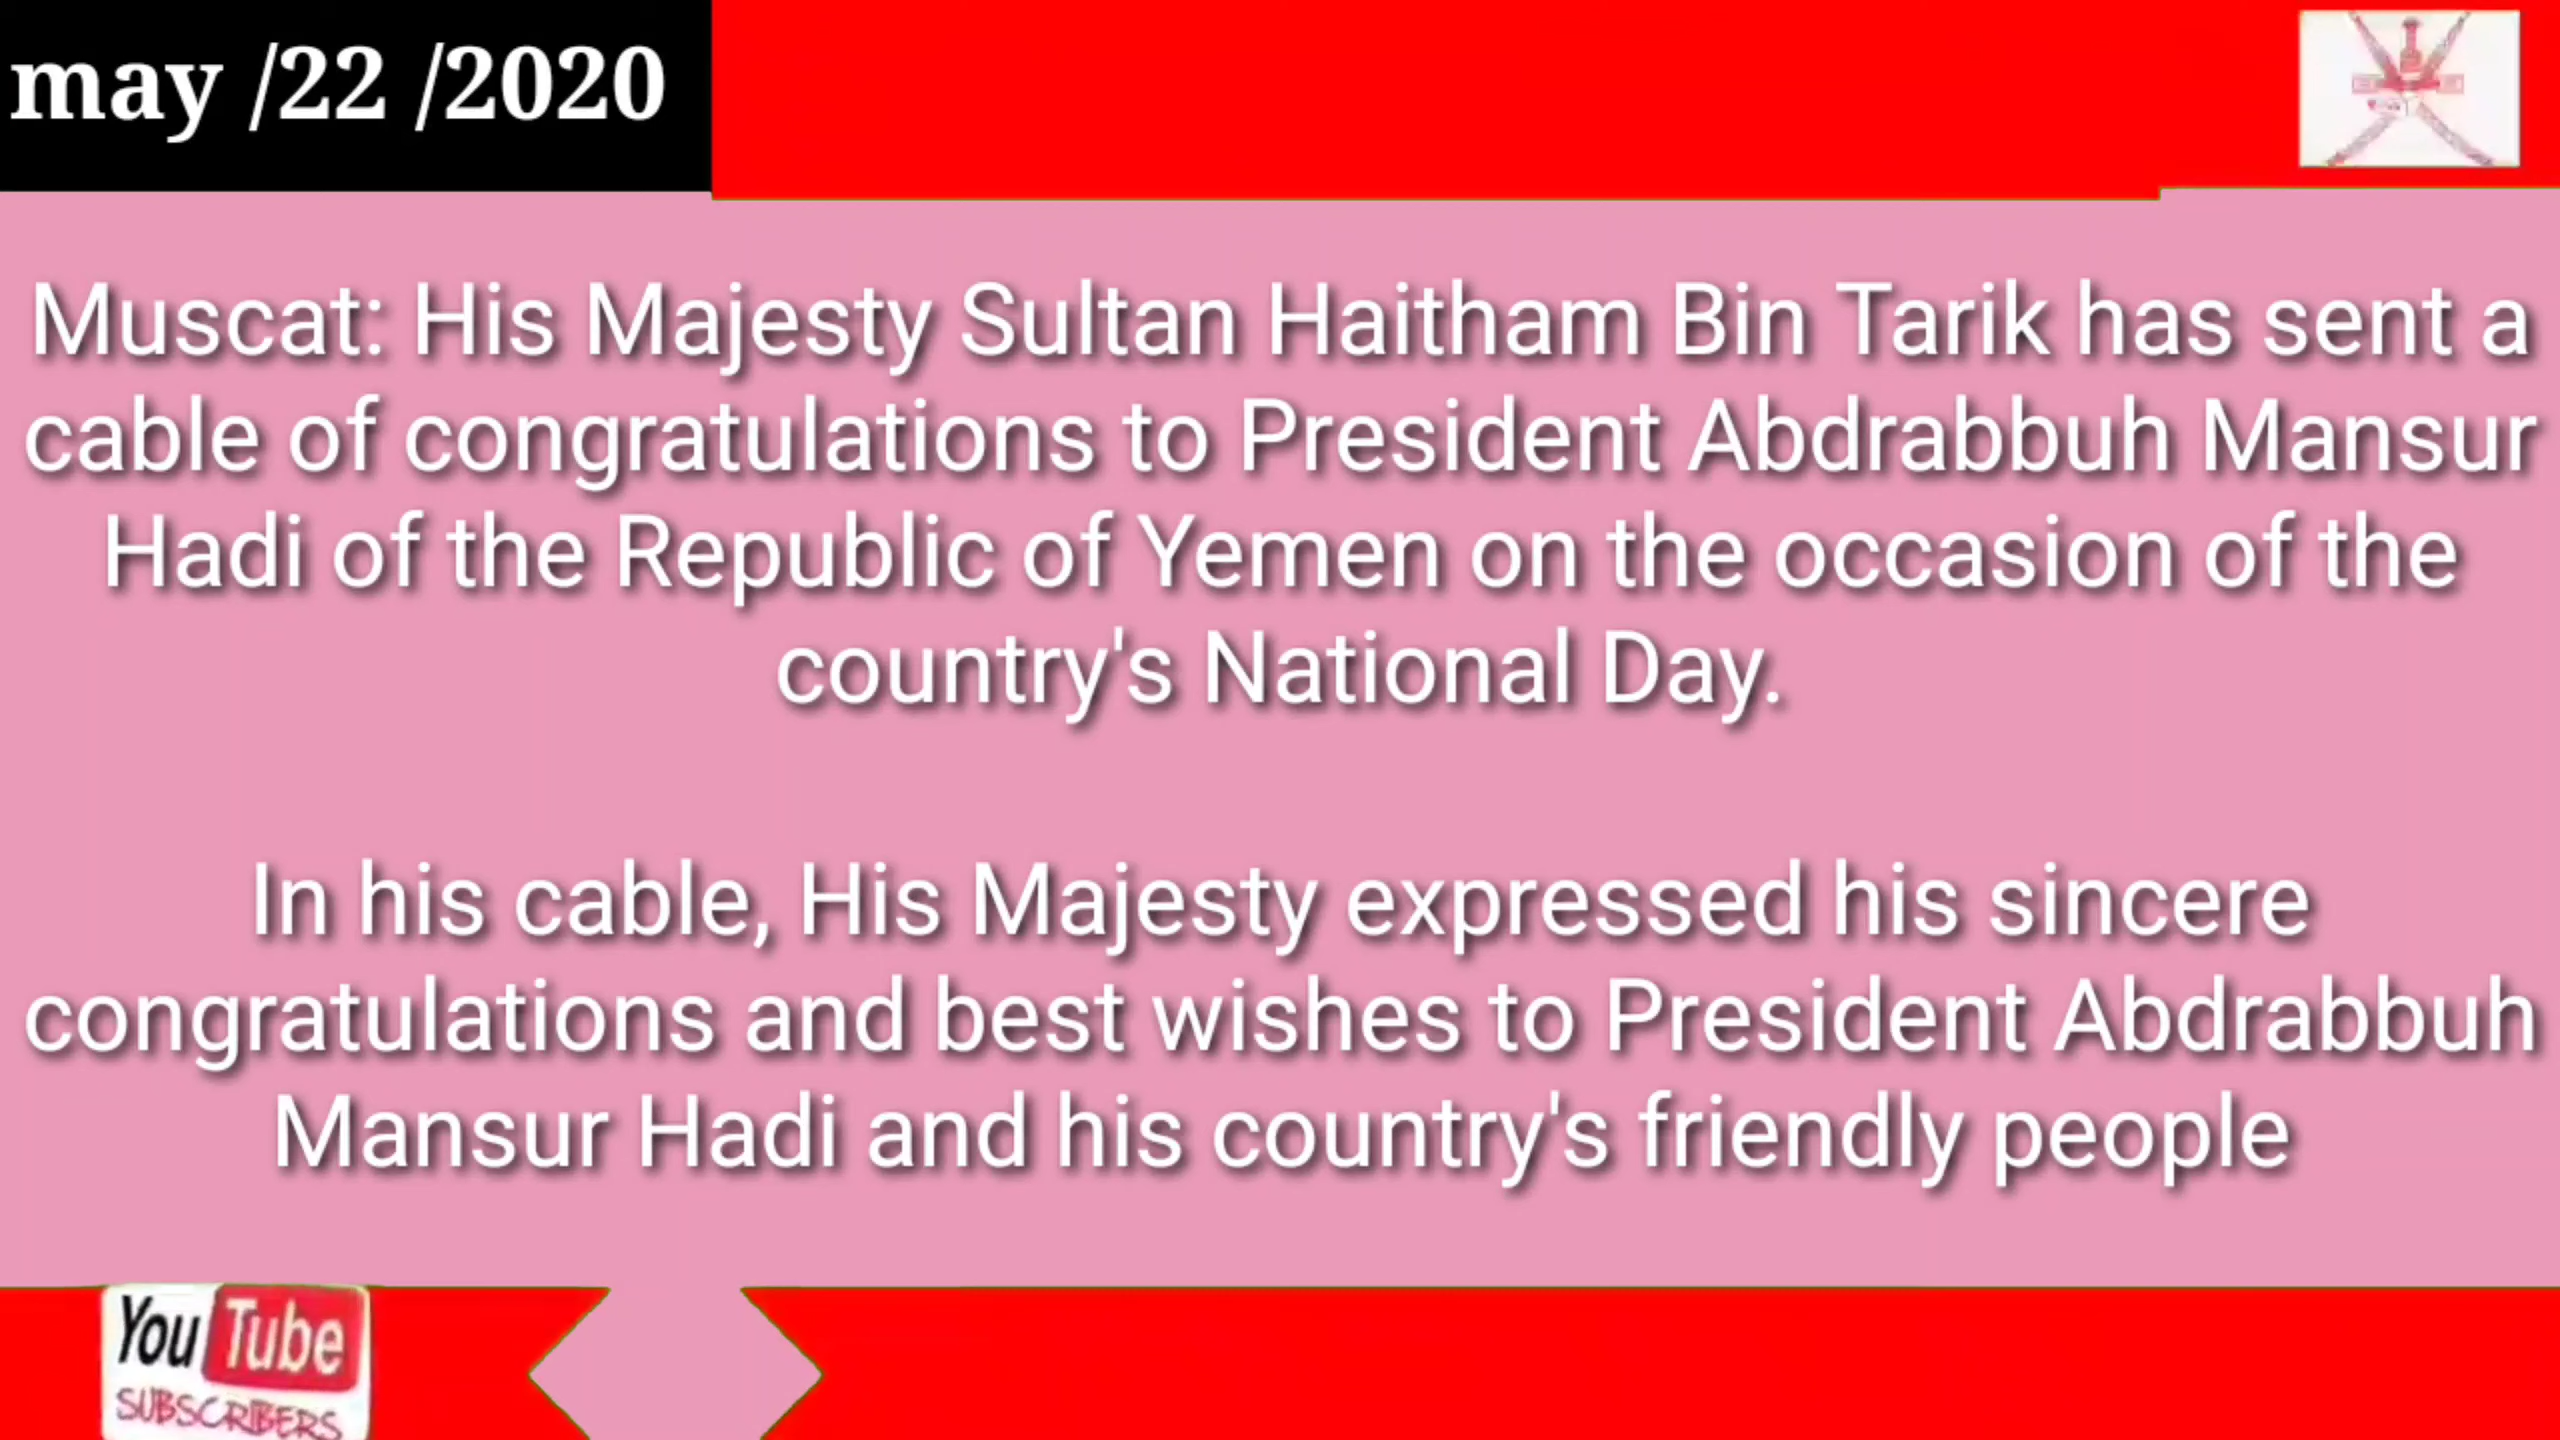 may /22 /2020
Muscat: His Majesty Sultan Haitham Bin Tarik has sent a
cable of congratulations to President Abdrabbuh Mansur
Hadi of the Republic of Yemen on the occasion of the
country's National Day.
In his cable, His Majesty expressed his sincere
congratulations and best wishes to President Abdrabbuh
Mansur Hadi and his country's friendly people
You Tube
SUBSCRIBERS